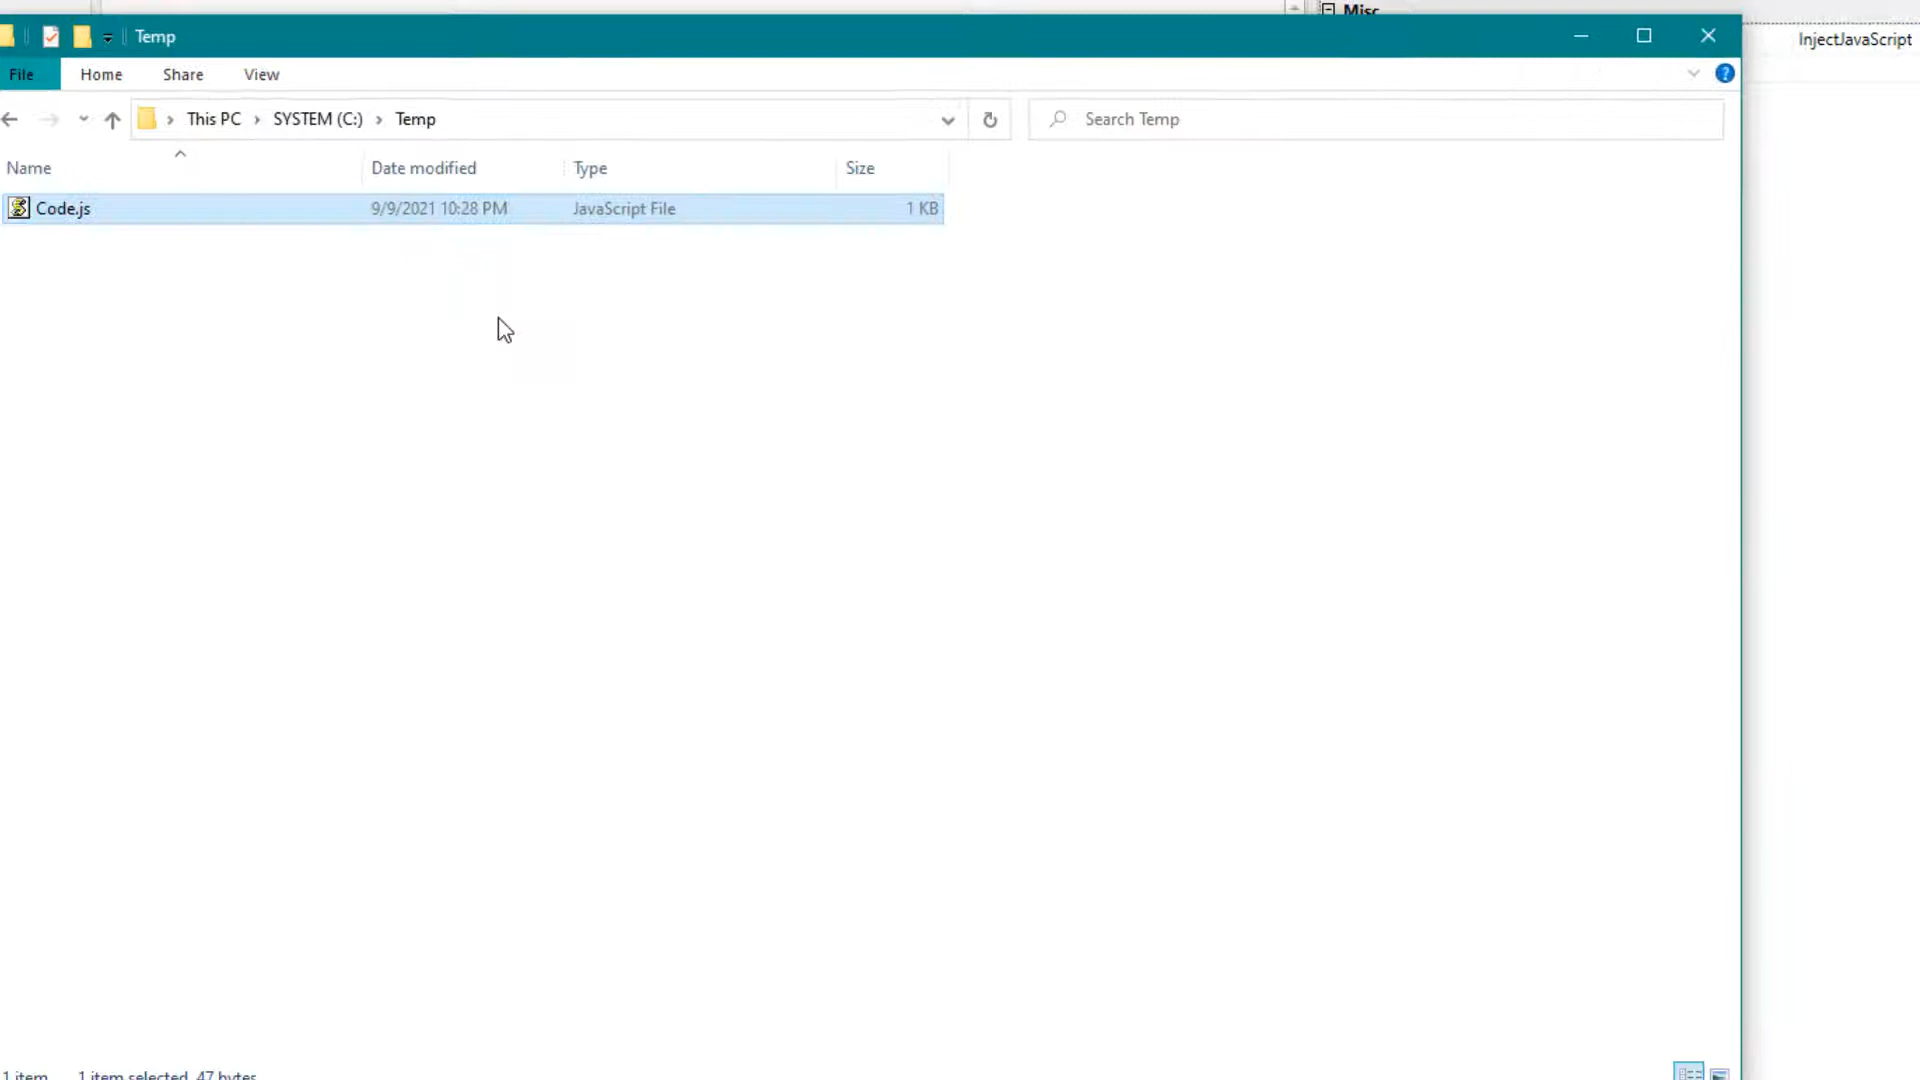 Misc
Temp
InjectJavaScript
File Home Share View
This PC SYSTEM (C:) Temp Search Temp
Name Date modified Type Size
Code.js 9/9/2021 10:28 PM JavaScript File 1 KB
1 item 1 item selected 47 bytes